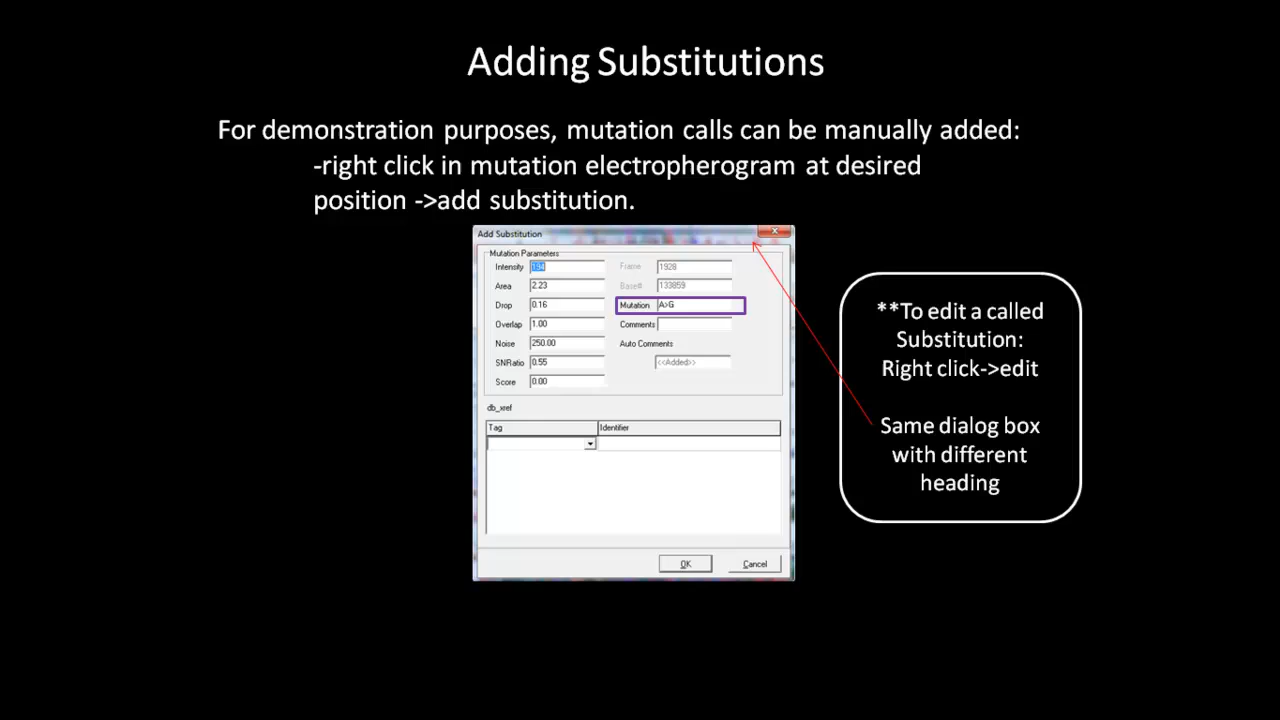 Adding Substitutions
For demonstration purposes, mutation calls can be manually added:
-right click in mutation electropherogram at desired
position ->add substitution.
Add Substitution
Mutation Parameters
Intensity 194 Frame 1928
Area 2.23 Base# 133859
Drop 0.16 Mutation A>G
Overlap 1.00 Comments
Noise 250.00 Auto Comments
SNRatio 0.55 <<Added>>
Score 0.00
db_xref
Tag Identifier
OK Cancel
**To edit a called
Substitution:
Right click->edit
Same dialog box
with different
heading